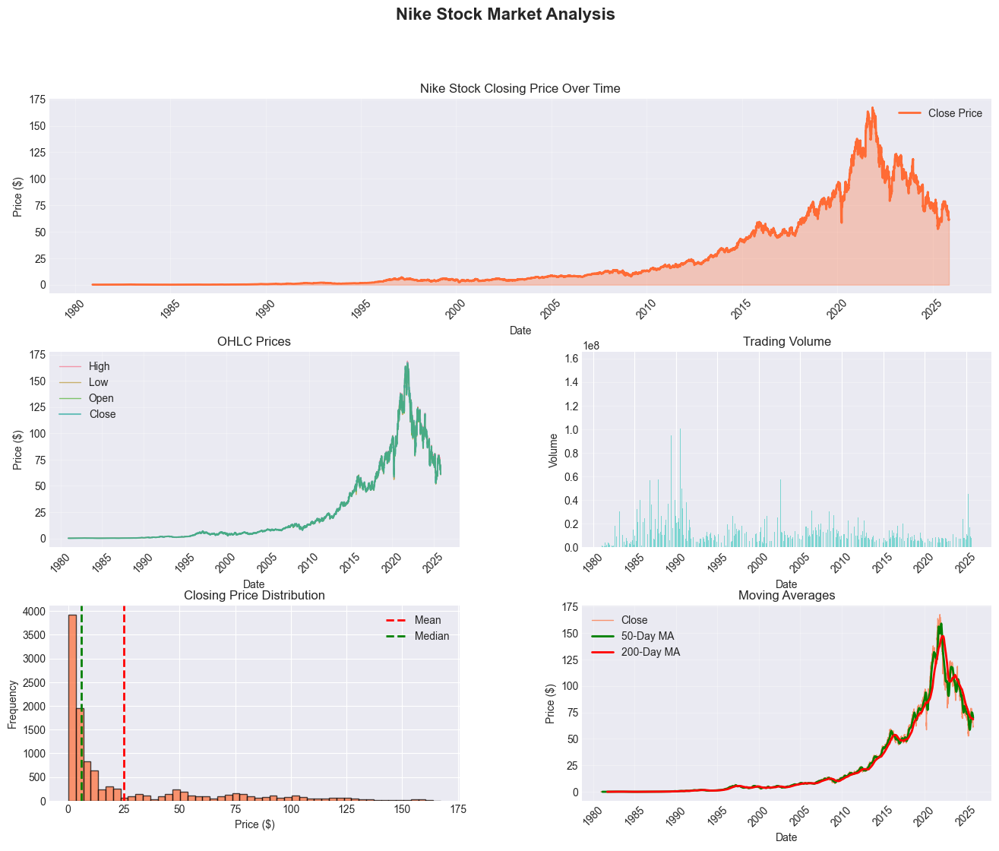 Nike Stock Market Analysis
Nike Stock Closing Price Over Time
Price ($)
175
150
125
100
75
50
25
0
Close Price
1980 1985 1990 1995 2000 2005 2010 2015 2020 2025
Date
OHLC Prices
Price ($)
175
150
125
100
75
50
25
0
High
Low
Open
Close
1980 1985 1990 1995 2000 2005 2010 2015 2020 2025
Date
Trading Volume
1e8
Volume
1.6
1.4
1.2
1.0
0.8
0.6
0.4
0.2
0.0
1980 1985 1990 1995 2000 2005 2010 2015 2020 2025
Date
Closing Price Distribution
Frequency
4000
3500
3000
2500
2000
1500
1000
500
0
Mean
Median
0 25 50 75 100 125 150 175
Price ($)
Moving Averages
Price ($)
175
150
125
100
75
50
25
0
Close
50-Day MA
200-Day MA
1980 1985 1990 1995 2000 2005 2010 2015 2020 2025
Date